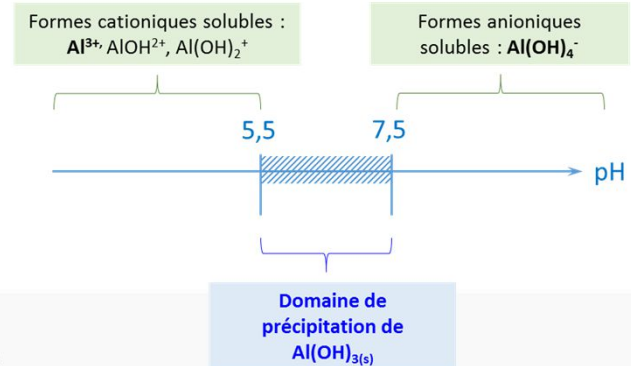 Formes cationiques solubles :
Al³⁺, AlOH²⁺, Al(OH)₂⁺
Formes anioniques
solubles : Al(OH)₄⁻
5,5
7,5
pH
Domaine de
précipitation de
Al(OH)₃₍ₛ₎